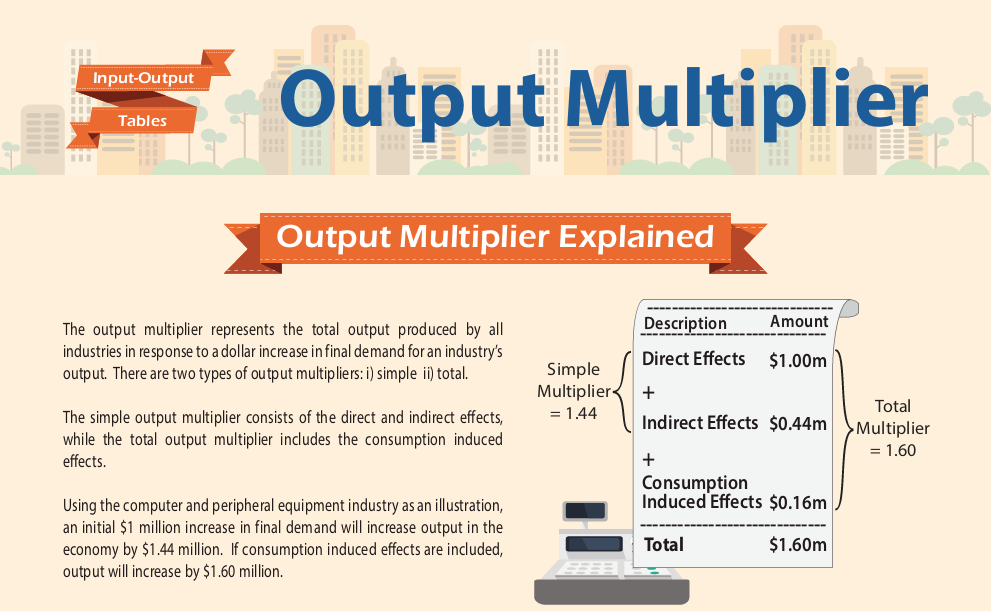 Input-Output
Tables
Output Multiplier
Output Multiplier Explained
The output multiplier represents the total output produced by all
industries in response to a dollar increase in final demand for an industry's
output. There are two types of output multipliers: i) simple ii) total.
The simple output multiplier consists of the direct and indirect effects,
while the total output multiplier includes the consumption induced
effects.
Using the computer and peripheral equipment industry as an illustration,
an initial $1 million increase in final demand will increase output in the
economy by $1.44 million. If consumption induced effects are included,
output will increase by $1.60 million.
Simple
Multiplier
= 1.44
Description Amount
Direct Effects $1.00m
+
Indirect Effects $0.44m
+
Consumption
Induced Effects $0.16m
Total $1.60m
Total
Multiplier
= 1.60